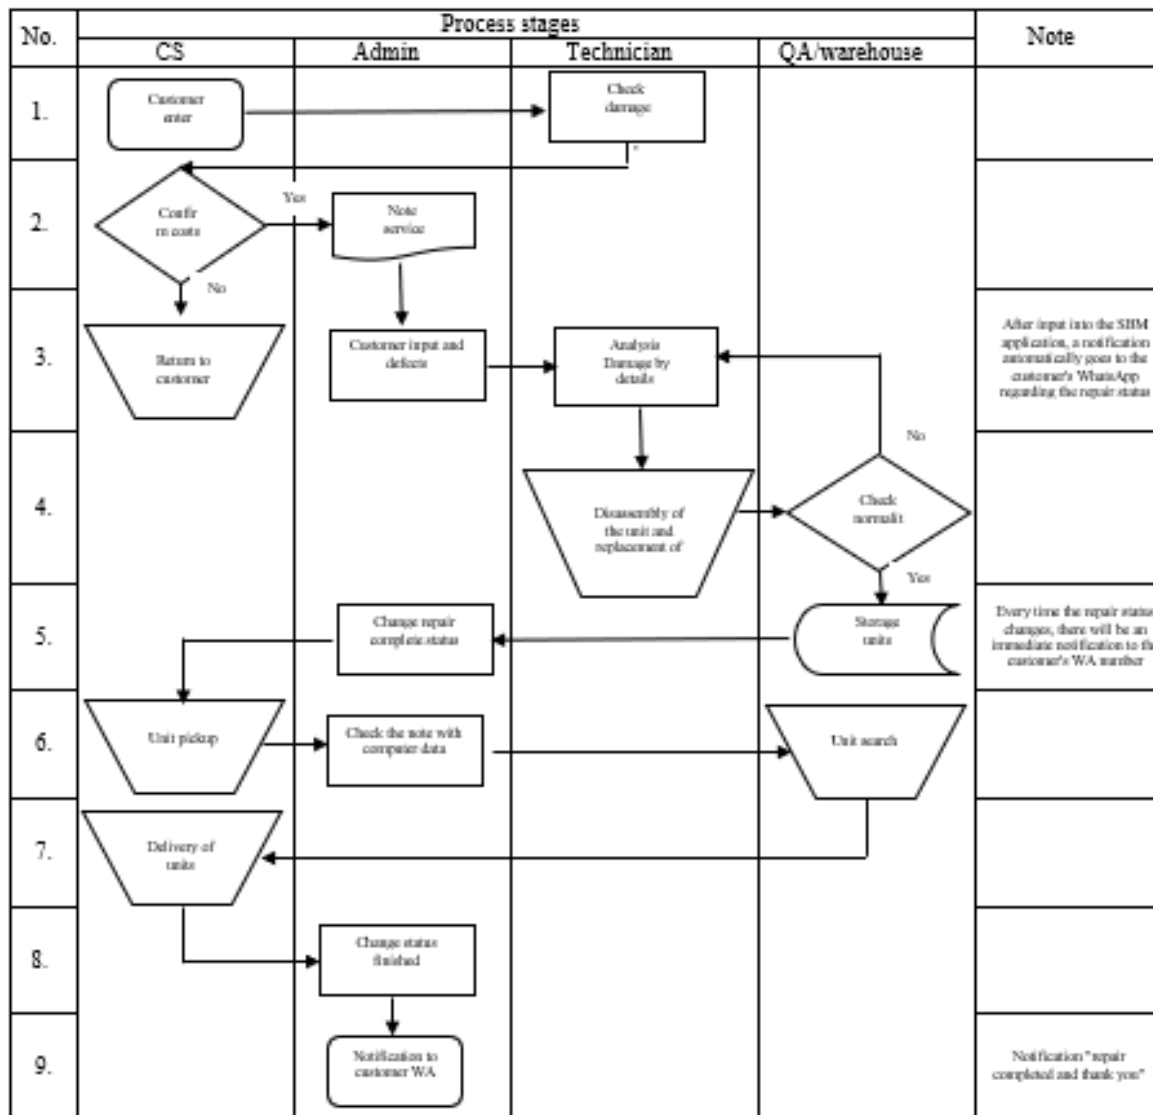 No.
Process stages
Note
CS
Admin
Technician
QA/warehouse
1.
Customer
enter
Check
damage
2.
Confir
m costs
Yes
No
Note
service
3.
Return to
customer
Customer input and
defects
Analysis
Damage by
details
After input into the SBM
application, a notification
automatically goes to the
customer's WhatsApp
regarding the repair status
4.
Disassembly of
the unit and
replacement of
No
Check
normalit
Yes
5.
Change repair
complete status
Storage
units
Every time the repair status
changes, there will be an
immediate notification to the
customer's WA number
6.
Unit pickup
Check the note with
computer data
Unit search
7.
Delivery of
units
8.
Change status
finished
9.
Notification to
customer WA
Notification "repair
completed and thank you"